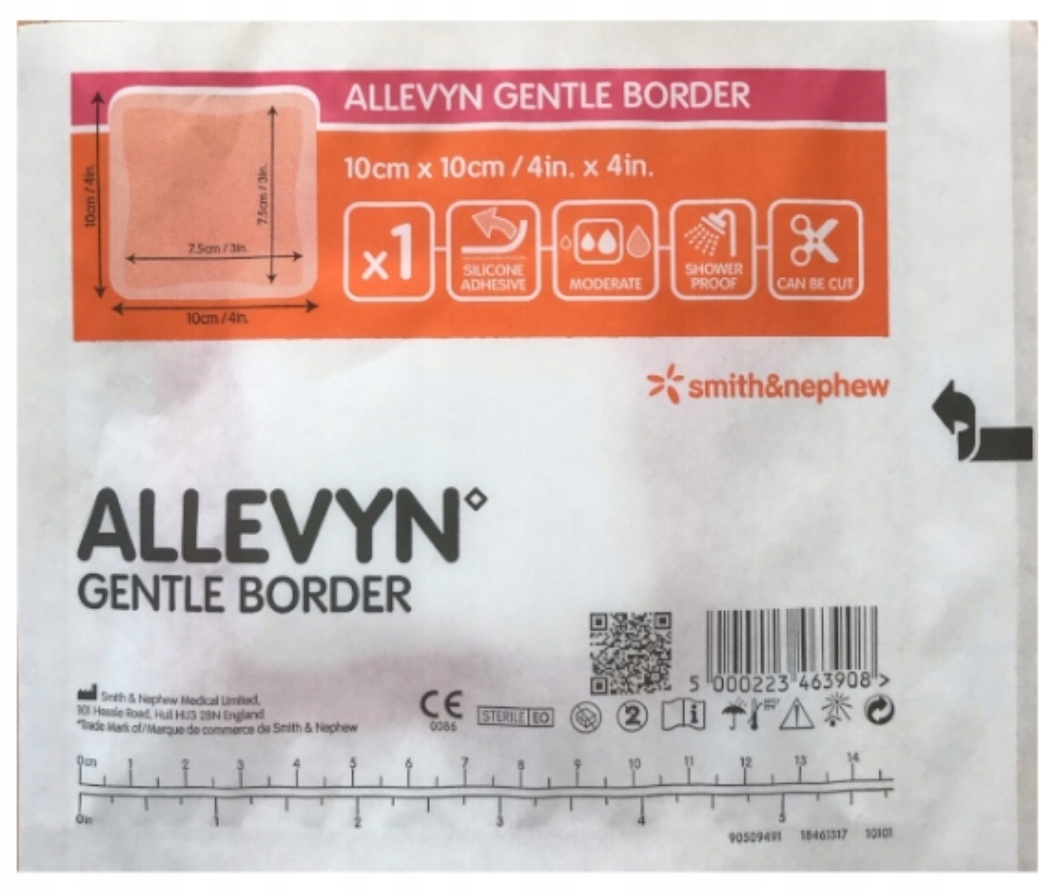 ALLEVYN GENTLE BORDER
10cm x 10cm / 4in. x 4in.
10cm / 4in.
7.5cm / 3in.
7.5cm / 3in.
10cm / 4in.
x1
SILICONE
ADHESIVE
MODERATE
SHOWER
PROOF
CAN BE CUT
smith&nephew
ALLEVYN◊
GENTLE BORDER
5 000223 463908 >
Smith & Nephew Medical Limited,
101 Hessle Road, Hull HU3 2BN England
◊Trade Mark of/Marque de commerce de Smith & Nephew
CE
0086
STERILE EO
2
i
0cm 1 2 3 4 5 6 7 8 9 10 11 12 13 14
0in 1 2 3 4 5
90509491 18461317 10101